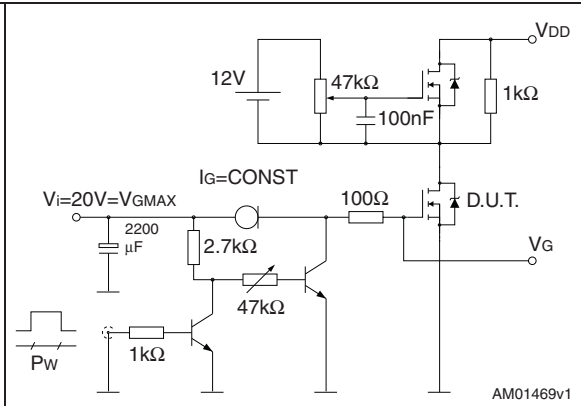 VDD
12V
47kΩ
1kΩ
100nF
IG=CONST
Vi=20V=VGMAX
100Ω
D.U.T.
2200
μF
2.7kΩ
VG
47kΩ
1kΩ
PW
AM01469v1